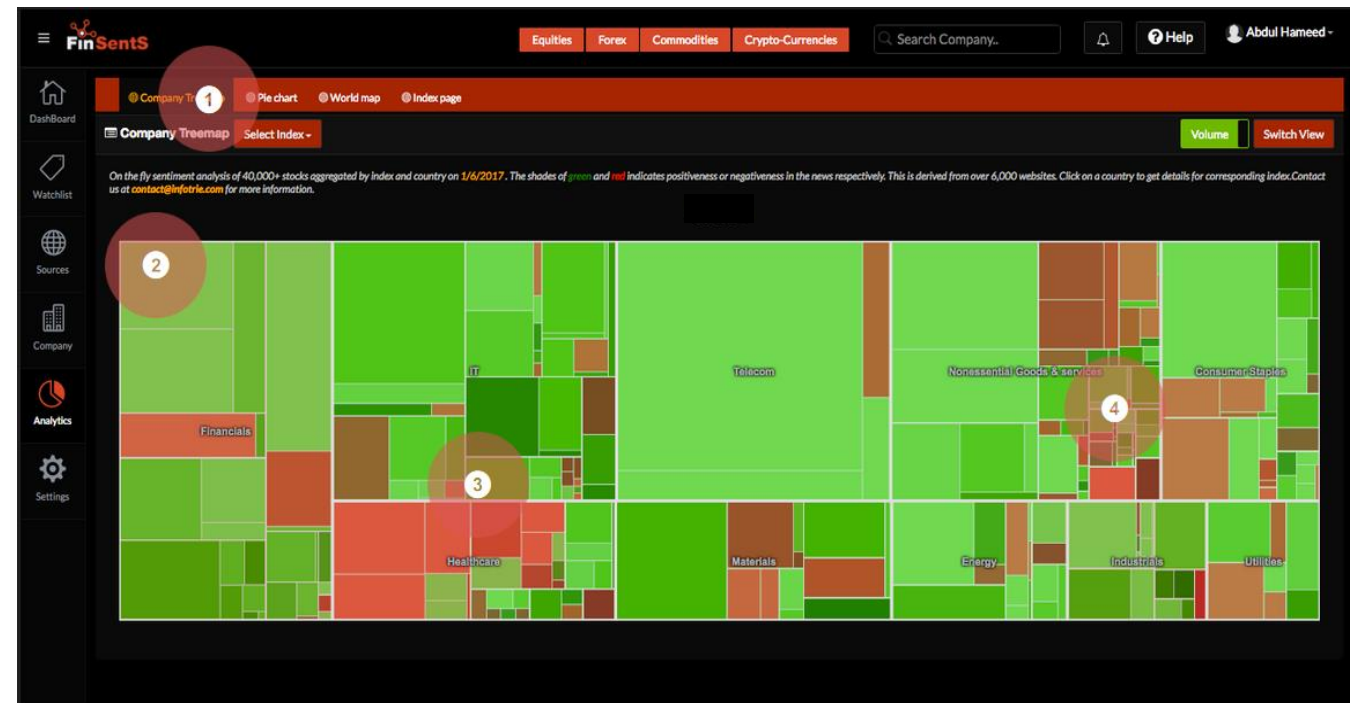 FinSentS
Equities Forex Commodities Crypto-Currencies Search Company.. Help Abdul Hameed
DashBoard
Company 1 Pie chart World map Index page
Company Treemap Select Index Volume Switch View
Watchlist
On the fly sentiment analysis of 40,000+ stocks aggregated by index and country on 1/6/2017 . The shades of green and red indicates positiveness or negativeness in the news respectively. This is derived from over 6,000 websites. Click on a country to get details for corresponding index.Contact
us at contact@infotrie.com for more information.
Sources
2
Company
IT Telecom Nonessential Goods & services Consumer Staples
4
Analytics
Financials
3
Settings
Healthcare Materials Energy Industrials Utilities